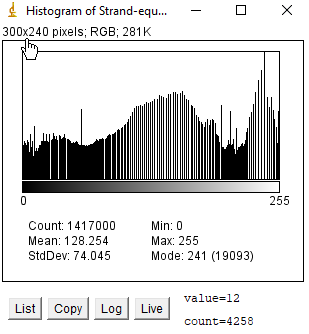 Histogram of Strand-equ...
300x240 pixels; RGB; 281K
0 255
Count: 1417000 Min: 0
Mean: 128.254 Max: 255
StdDev: 74.045 Mode: 241 (19093)
List Copy Log Live value=12
count=4258